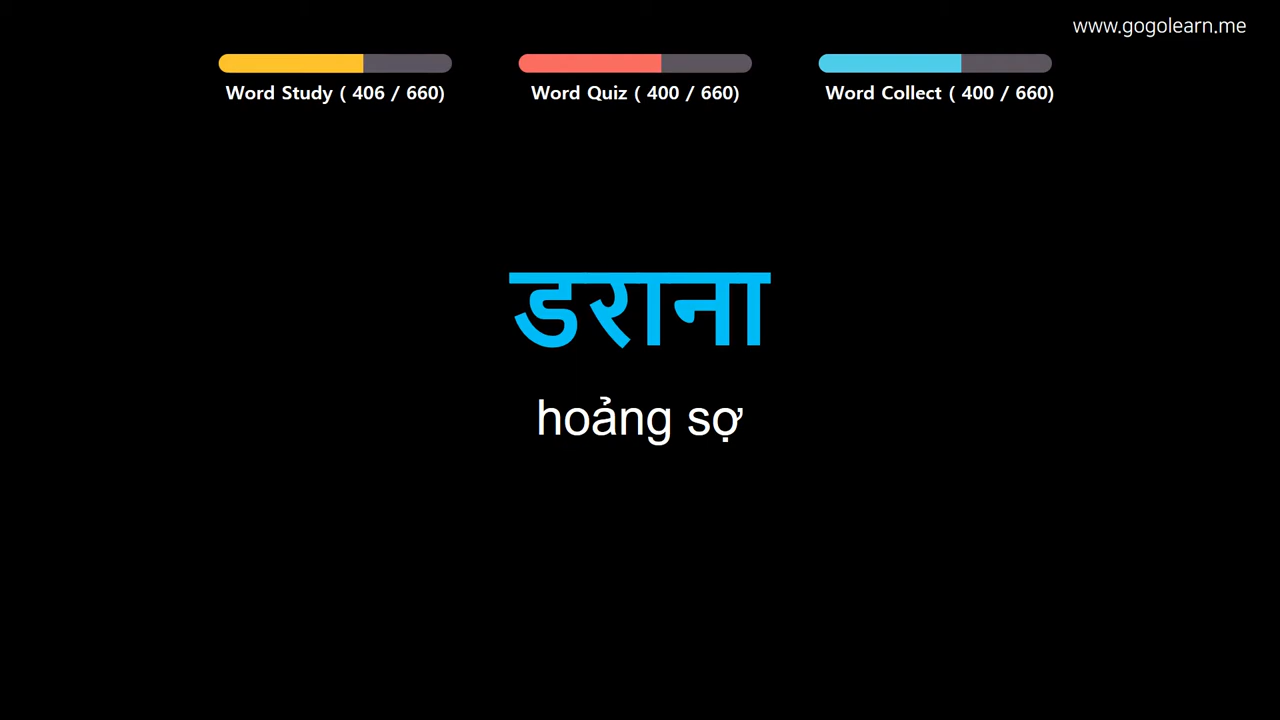 www.gogolearn.me
Word Study ( 406 / 660)
Word Quiz ( 400 / 660)
Word Collect ( 400 / 660)
डराना
hoảng sợ